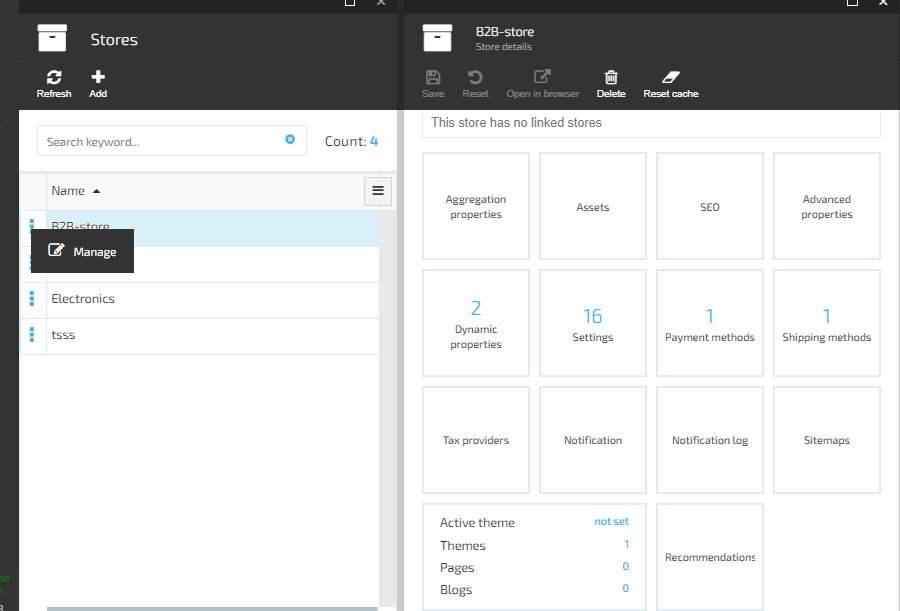 Stores
Refresh
Add
Search keyword...
Count: 4
Name
B2B-store
Manage
Electronics
tsss
B2B-store
Store details
Save
Reset
Open in browser
Delete
Reset cache
This store has no linked stores
Aggregation
properties
Assets
SEO
Advanced
properties
2
Dynamic
properties
16
Settings
1
Payment methods
1
Shipping methods
Tax providers
Notification
Notification log
Sitemaps
Active theme not set
Themes 1
Pages 0
Blogs 0
Recommendations